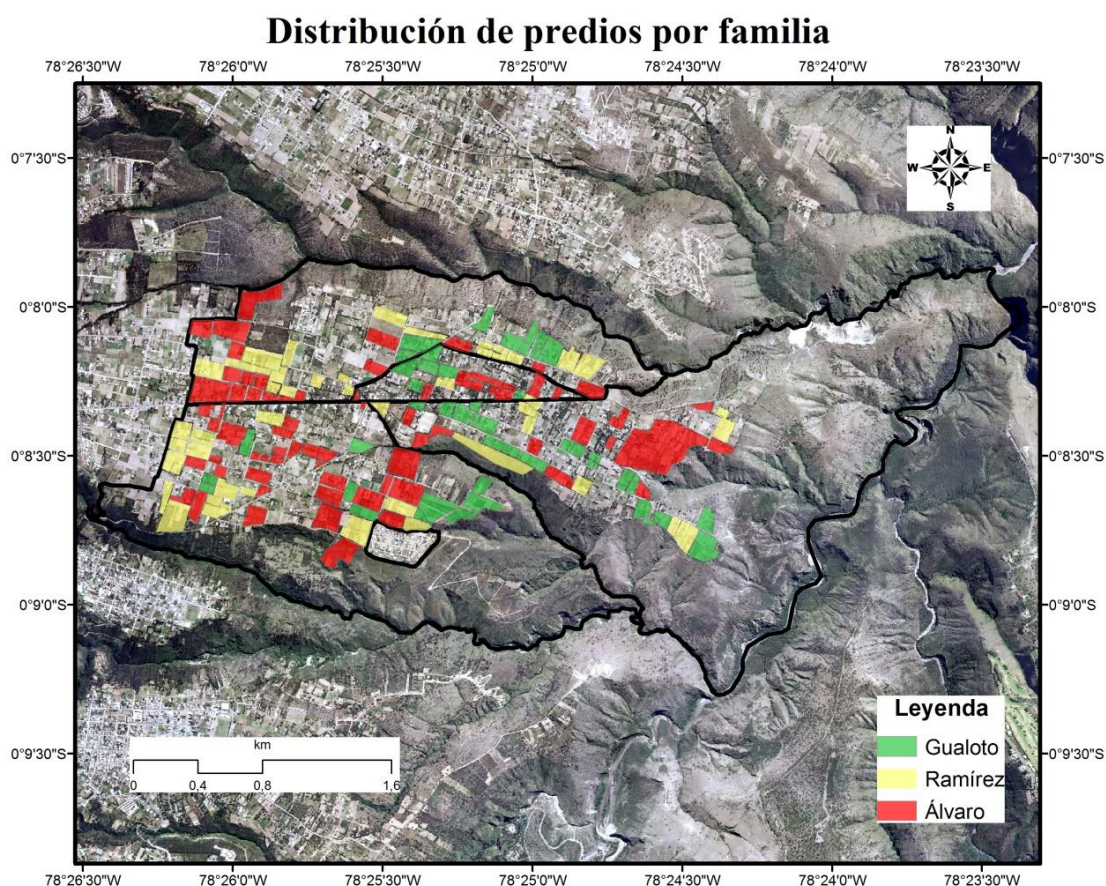 Distribución de predios por familia
78°26'30"W 78°26'0"W 78°25'30"W 78°25'0"W 78°24'30"W 78°24'0"W 78°23'30"W
0°7'30"S 0°7'30"S
N
W E
S
0°8'0"S 0°8'0"S
0°8'30"S 0°8'30"S
0°9'0"S 0°9'0"S
0°9'30"S 0°9'30"S
km
0 0.4 0.8 1.6
Leyenda
Gualoto
Ramírez
Álvaro
78°26'30"W 78°26'0"W 78°25'30"W 78°25'0"W 78°24'30"W 78°24'0"W 78°23'30"W